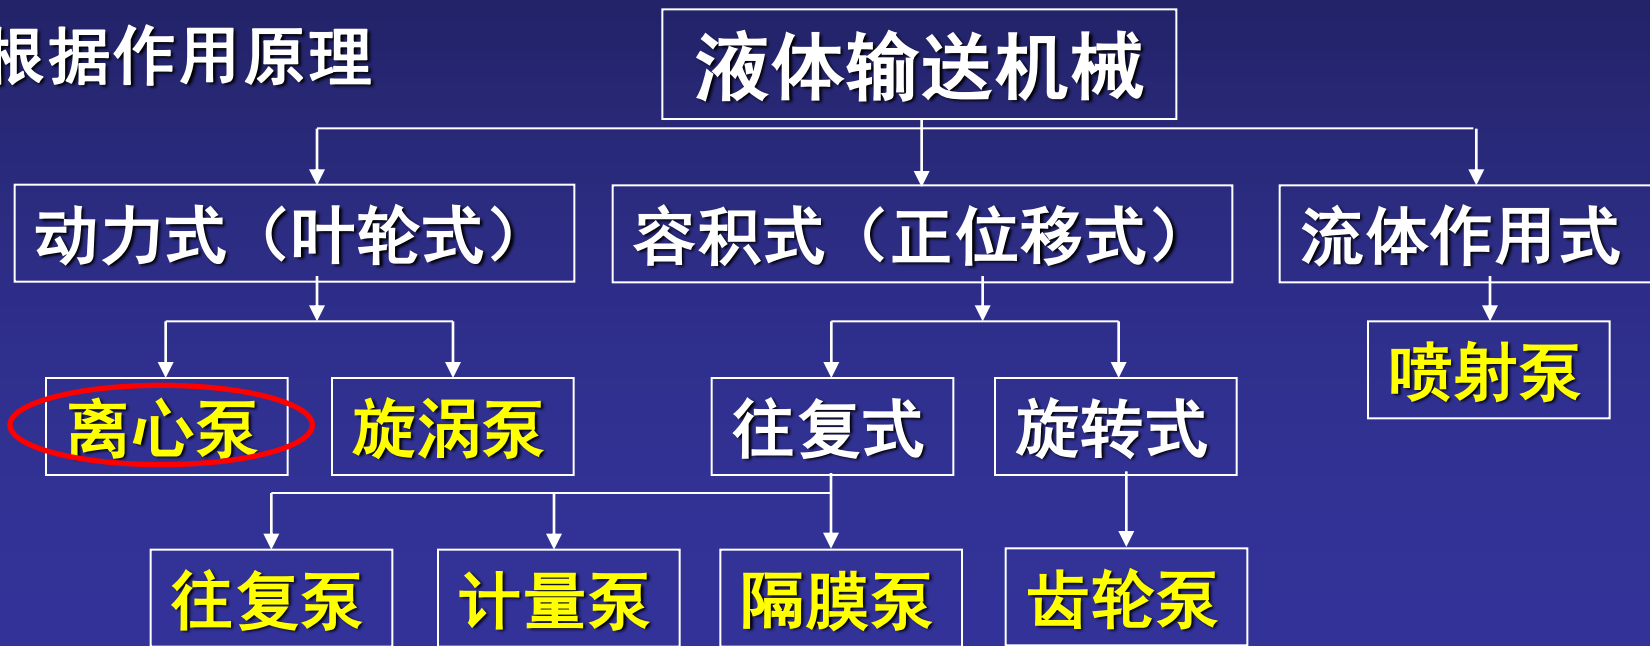 根据作用原理
液体输送机械
动力式（叶轮式）
容积式（正位移式）
流体作用式
离心泵
旋涡泵
往复式
旋转式
喷射泵
往复泵
计量泵
隔膜泵
齿轮泵